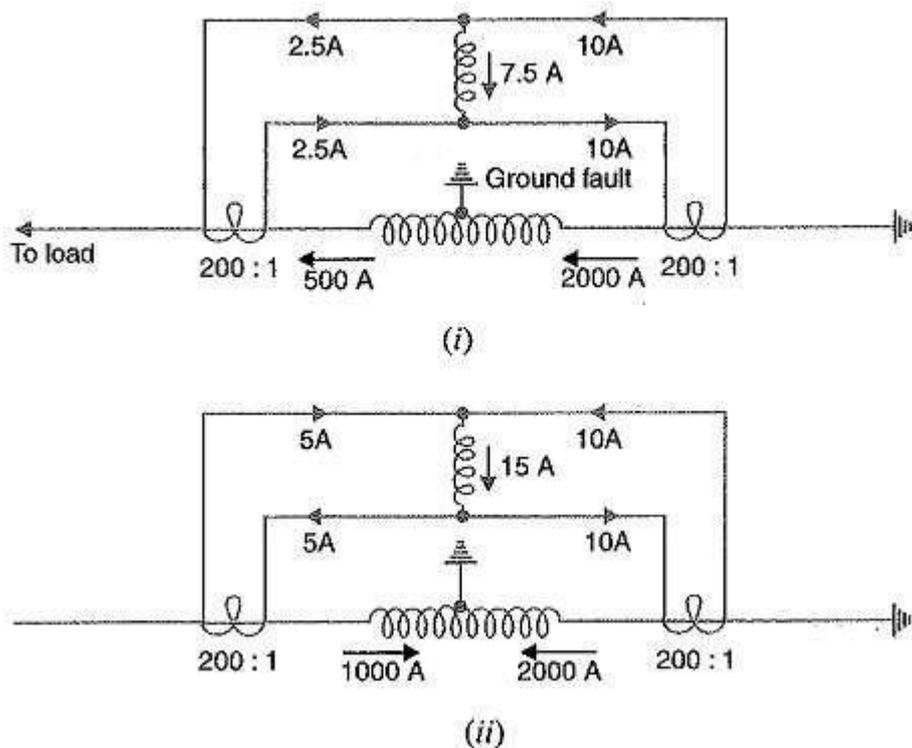 2.5A
10A
7.5 A
2.5A
10A
Ground fault
To load
200 : 1
500 A
2000 A
200 : 1
(i)
5A
10A
15 A
5A
10A
200 : 1
1000 A
2000 A
200 : 1
(ii)